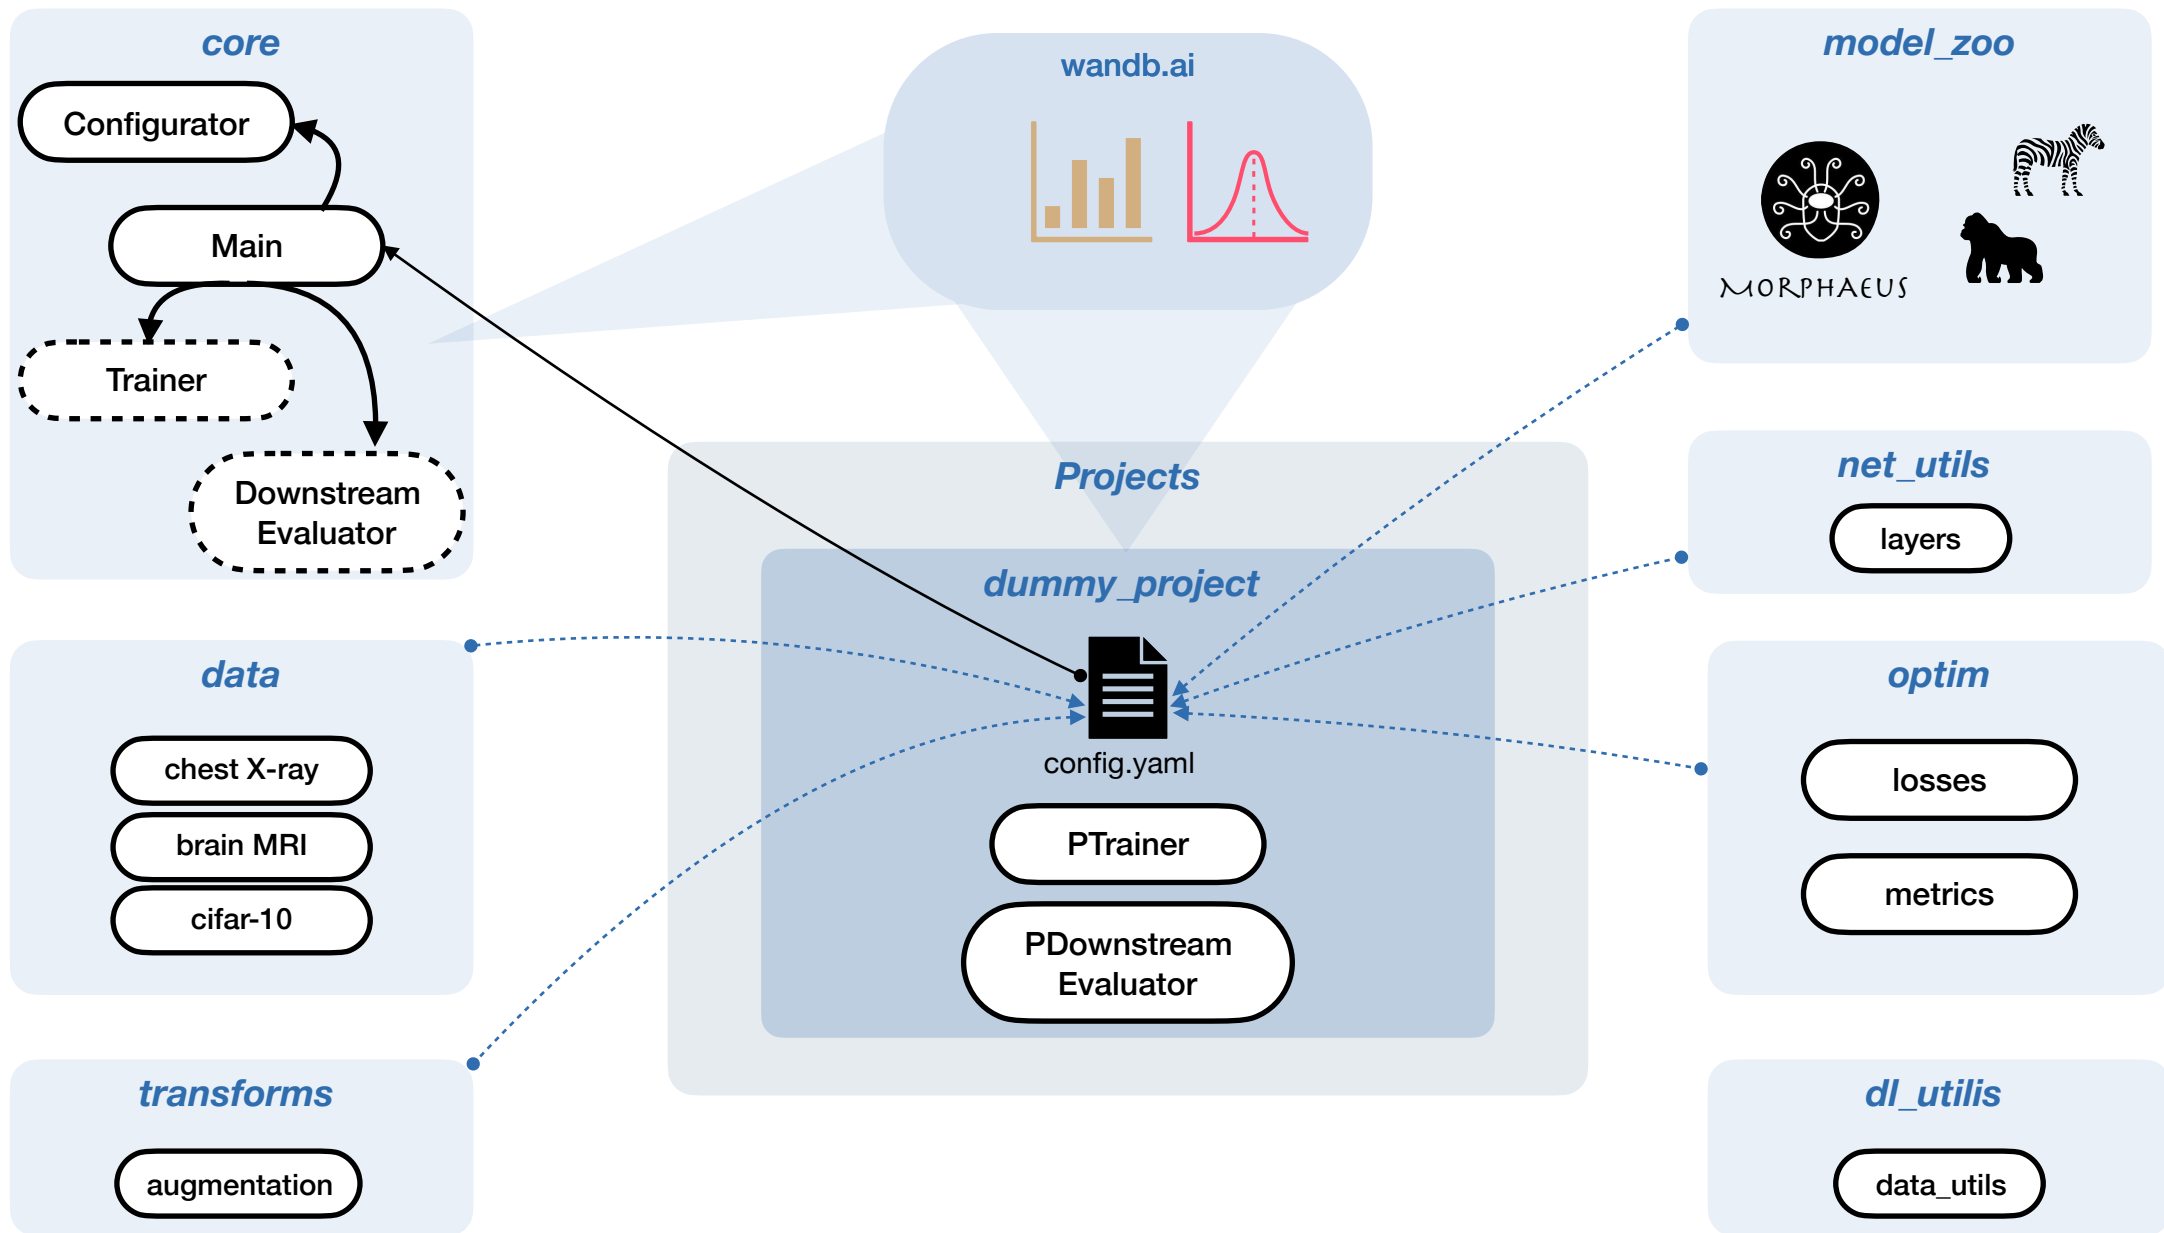 core
Configurator
Main
Trainer
Downstream
Evaluator
wandb.ai
model_zoo
MORPHAEUS
net_utils
layers
Projects
dummy_project
config.yaml
PTrainer
PDownstream
Evaluator
data
chest X-ray
brain MRI
cifar-10
optim
losses
metrics
transforms
augmentation
dl_utilis
data_utils